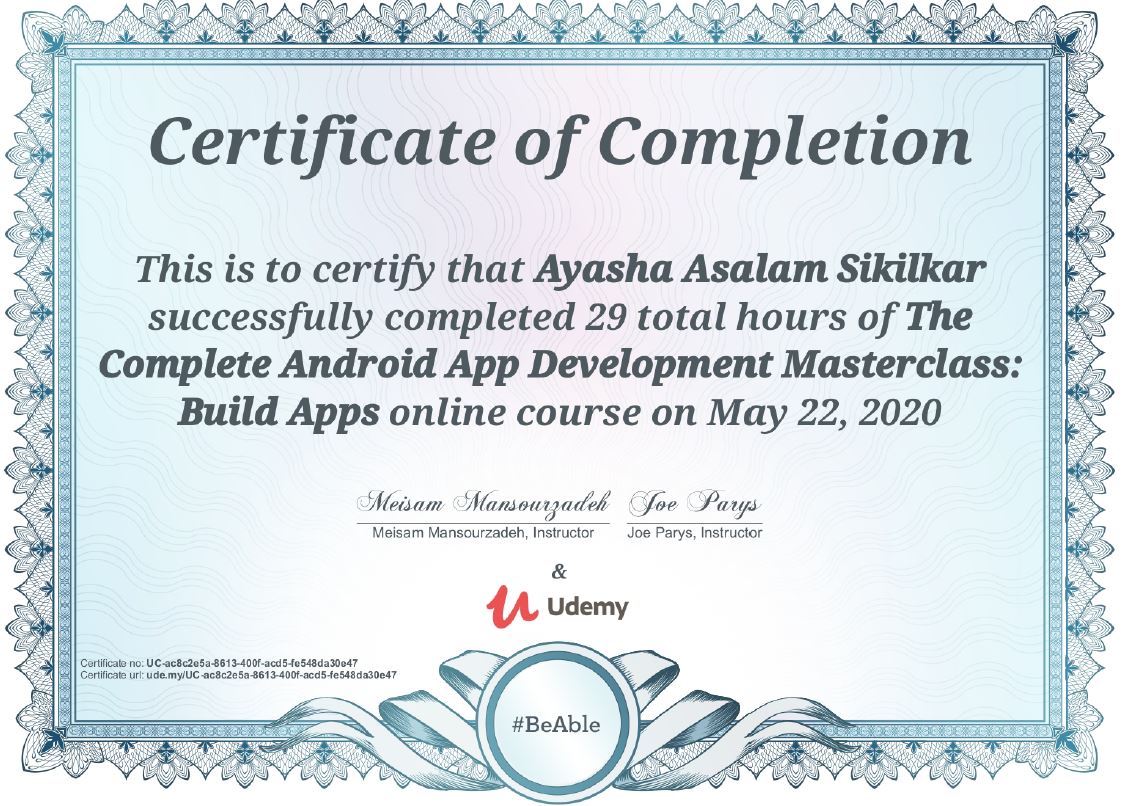 Certificate of Completion
This is to certify that Ayasha Asalam Sikilkar
successfully completed 29 total hours of The
Complete Android App Development Masterclass:
Build Apps online course on May 22, 2020
Meisam Mansourzadeh Joe Parys
Meisam Mansourzadeh, Instructor Joe Parys, Instructor
&
Udemy
Certificate no: UC-ac8c2e5a-8613-400f-acd5-fe548da30e47
Certificate url: ude.my/UC-ac8c2e5a-8613-400f-acd5-fe548da30e47
#BeAble